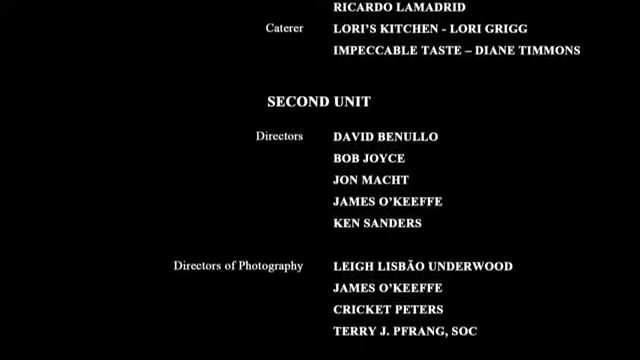 RICARDO LAMADRID
Caterer LORI'S KITCHEN - LORI GRIGG
IMPECCABLE TASTE – DIANE TIMMONS
SECOND UNIT
Directors DAVID BENULLO
BOB JOYCE
JON MACHT
JAMES O'KEEFFE
KEN SANDERS
Directors of Photography LEIGH LISBÃO UNDERWOOD
JAMES O'KEEFFE
CRICKET PETERS
TERRY J. PFRANG, SOC